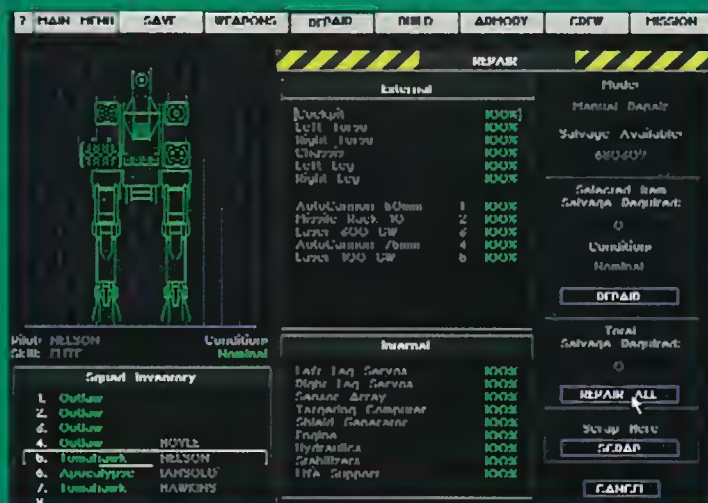 ? MAIN MENU SAVE WEAPONS REPAIR BUILD ARMORY CREW MISSION
REPAIR
External
Cockpit 100%
Left Torso 100%
Right Torso 100%
Chassis 100%
Left Leg 100%
Right Leg 100%
AutoCannon 60mm 1 100%
Missile Rack 10 2 100%
Laser 300 GW 3 100%
AutoCannon 76mm 4 100%
Laser 100 GW 5 100%
Internal
Left Leg Servos 100%
Right Leg Servos 100%
Sensor Array 100%
Targeting Computer 100%
Shield Generator 100%
Engine 100%
Hydraulics 100%
Stabilizers 100%
Life Support 100%
Mode:
Manual Repair
Salvage Available:
Selected Item
Salvage Required:
0
Condition:
Nominal
REPAIR
Total
Salvage Required:
0
REPAIR ALL
Scrap Herc
SCRAP
CANCEL
Pilot: NELSON Condition:
Skill: ELITE Nominal
Squad Inventory
1. Outlaw
2. Outlaw
3. Outlaw
4. Outlaw HOYLE
5. Tomahawk NELSON
6. Apocalypse IANSOLO
7. Tomahawk HAWKINS
8.